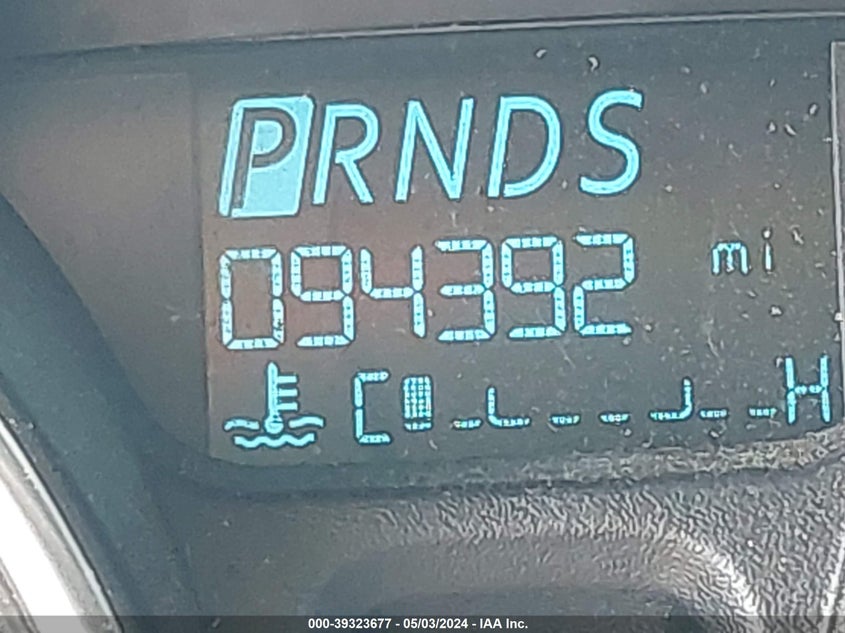 PRNDS
094392 mi
C H
000-39323677 - 05/03/2024 - IAA Inc.